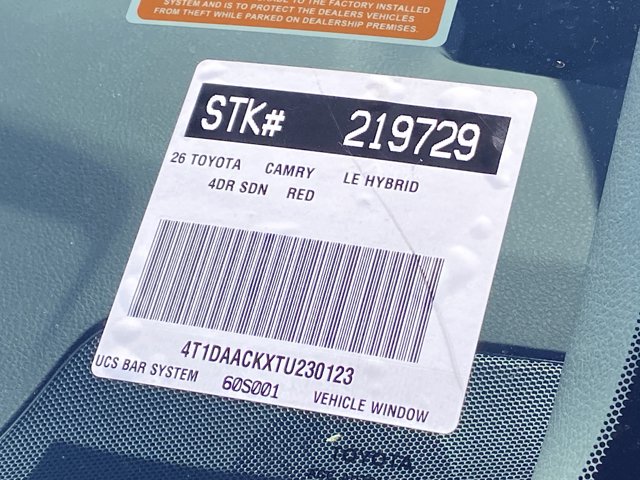 SYSTEM AND IS TO PROTECT THE DEALERS VEHICLES
FROM THEFT WHILE PARKED ON DEALERSHIP PREMISES.
STK# 219729
26 TOYOTA CAMRY LE HYBRID
4DR SDN RED
4T1DAACKXTU230123
UCS BAR SYSTEM 60S001 VEHICLE WINDOW
TOYOTA